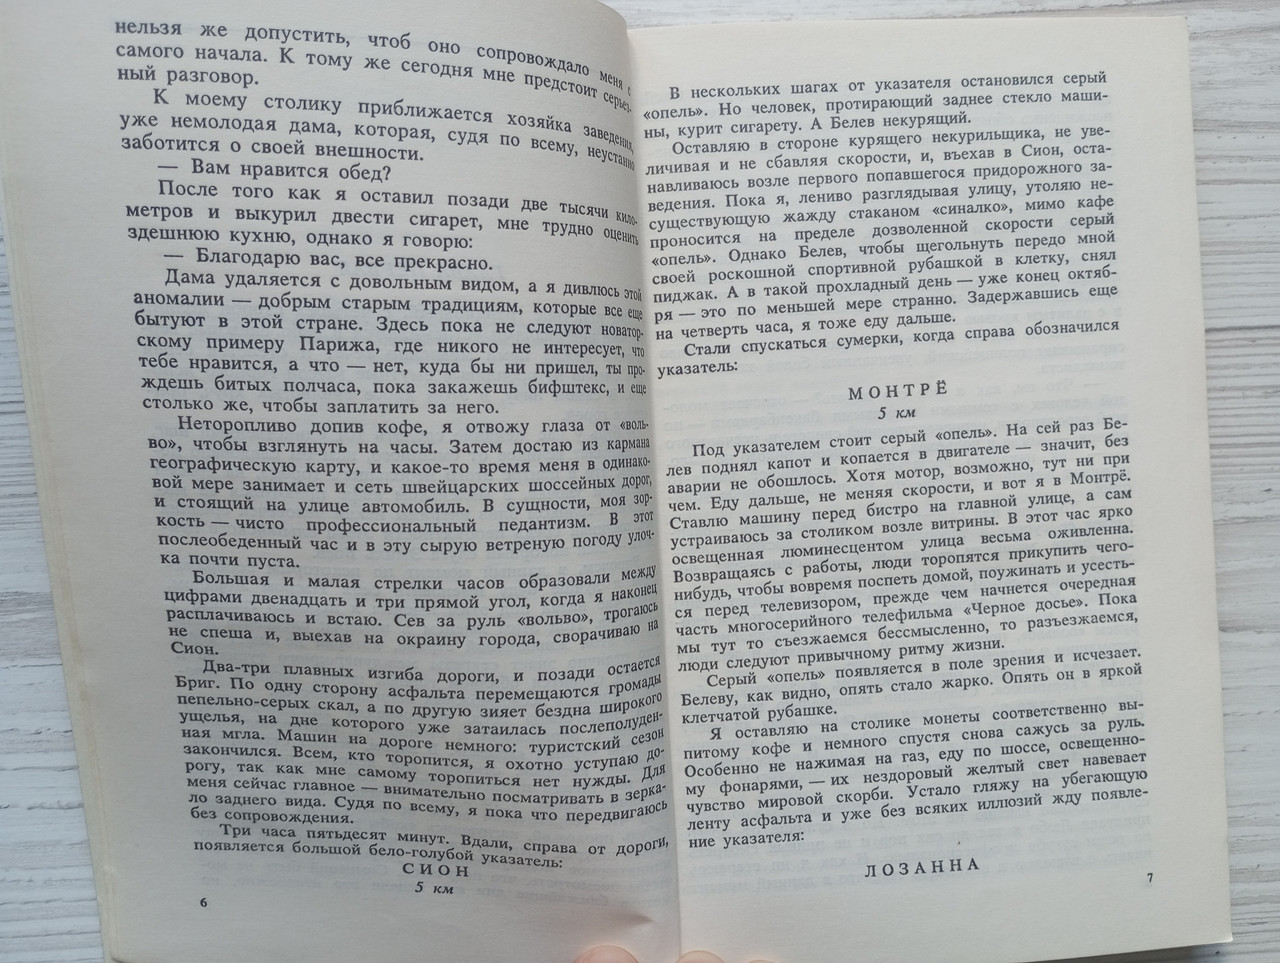 нельзя же допустить, чтоб оно сопровождало меня с
самого начала. К тому же сегодня мне предстоит серьез-
ный разговор.
К моему столику приближается хозяйка заведения,
уже немолодая дама, которая, судя по всему, неустанно
заботится о своей внешности.
— Вам нравится обед?
После того как я оставил позади две тысячи кило-
метров и выкурил двести сигарет, мне трудно оценить
здешнюю кухню, однако я говорю:
— Благодарю вас, все прекрасно.
Дама удаляется с довольным видом, а я дивлюсь этой
аномалии — добрым старым традициям, которые все еще
бытуют в этой стране. Здесь пока не следуют новатор-
скому примеру Парижа, где никого не интересует, что
тебе нравится, а что — нет, куда бы ни пришел, ты про-
ждешь битых полчаса, пока закажешь бифштекс, и еще
столько же, чтобы заплатить за него.
Неторопливо допив кофе, я отвожу глаза от «воль-
во», чтобы взглянуть на часы. Затем достаю из кармана
географическую карту, и какое-то время меня в одинако-
вой мере занимает и сеть швейцарских шоссейных дорог,
и стоящий на улице автомобиль. В сущности, моя зор-
кость — чисто профессиональный педантизм. В этот
послеобеденный час и в эту сырую ветреную погоду улоч-
ка почти пуста.
Большая и малая стрелки часов образовали между
цифрами двенадцать и три прямой угол, когда я наконец
расплачиваюсь и встаю. Сев за руль «вольво», трогаюсь
не спеша и, выехав на окраину города, сворачиваю на
Сион.
Два-три плавных изгиба дороги, и позади остается
Бриг. По одну сторону асфальта перемещаются громады
пепельно-серых скал, а по другую зияет бездна широкого
ущелья, на дне которого уже затаилась послеполуден-
ная мгла. Машин на дороге немного: туристский сезон
закончился. Всем, кто торопится, я охотно уступаю до-
рогу, так как мне самому торопиться нет нужды. Для
меня сейчас главное — внимательно посматривать в зерка-
ло заднего вида. Судя по всему, я пока что передвигаюсь
без сопровождения.
Три часа пятьдесят минут. Вдали, справа от дороги,
появляется большой бело-голубой указатель:
СИОН
5 км
6
В нескольких шагах от указателя остановился серый
«опель». Но человек, протирающий заднее стекло маши-
ны, курит сигарету. А Белев некурящий.
Оставляю в стороне курящего некурильщика, не уве-
личивая и не сбавляя скорости, и, въехав в Сион, оста-
навливаюсь возле первого попавшегося придорожного за-
ведения. Пока я, лениво разглядывая улицу, утоляю не-
существующую жажду стаканом «синалко», мимо кафе
проносится на пределе дозволенной скорости серый
«опель». Однако Белев, чтобы щегольнуть передо мной
своей роскошной спортивной рубашкой в клетку, снял
пиджак. А в такой прохладный день — уже конец октяб-
ря — это по меньшей мере странно. Задержавшись еще
на четверть часа, я тоже еду дальше.
Стали спускаться сумерки, когда справа обозначился
указатель:
МОНТРЁ
5 км
Под указателем стоит серый «опель». На сей раз Бе-
лев поднял капот и копается в двигателе — значит, без
аварии не обошлось. Хотя мотор, возможно, тут ни при
чем. Еду дальше, не меняя скорости, и вот я в Монтрё.
Ставлю машину перед бистро на главной улице, а сам
устраиваюсь за столиком возле витрины. В этот час ярко
освещенная люминесцентом улица весьма оживленна.
Возвращаясь с работы, люди торопятся прикупить чего-
нибудь, чтобы вовремя поспеть домой, поужинать и усесть-
ся перед телевизором, прежде чем начнется очередная
часть многосерийного телефильма «Черное досье». Пока
мы тут то съезжаемся бессмысленно, то разъезжаемся,
люди следуют привычному ритму жизни.
Серый «опель» появляется в поле зрения и исчезает.
Белеву, как видно, опять стало жарко. Опять он в яркой
клетчатой рубашке.
Я оставляю на столике монеты соответственно вы-
питому кофе и немного спустя снова сажусь за руль.
Особенно не нажимая на газ, еду по шоссе, освещенно-
му фонарями, — их нездоровый желтый свет навевает
чувство мировой скорби. Устало гляжу на убегающую
ленту асфальта и уже без всяких иллюзий жду появле-
ние указателя:
ЛОЗАННА
7